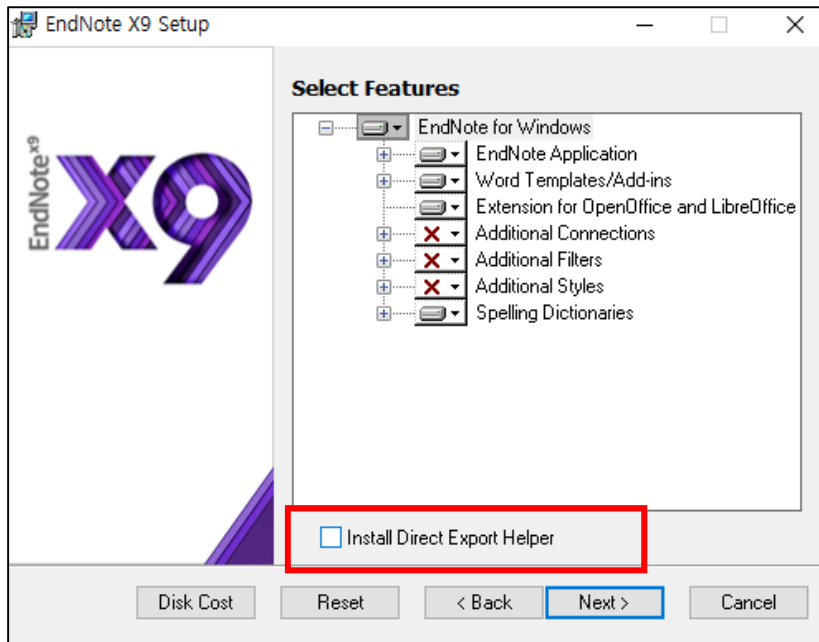 EndNote X9 Setup
EndNote x9
X9
Select Features
EndNote for Windows
EndNote Application
Word Templates/Add-ins
Extension for OpenOffice and LibreOffice
Additional Connections
Additional Filters
Additional Styles
Spelling Dictionaries
Install Direct Export Helper
Disk Cost
Reset
< Back
Next >
Cancel